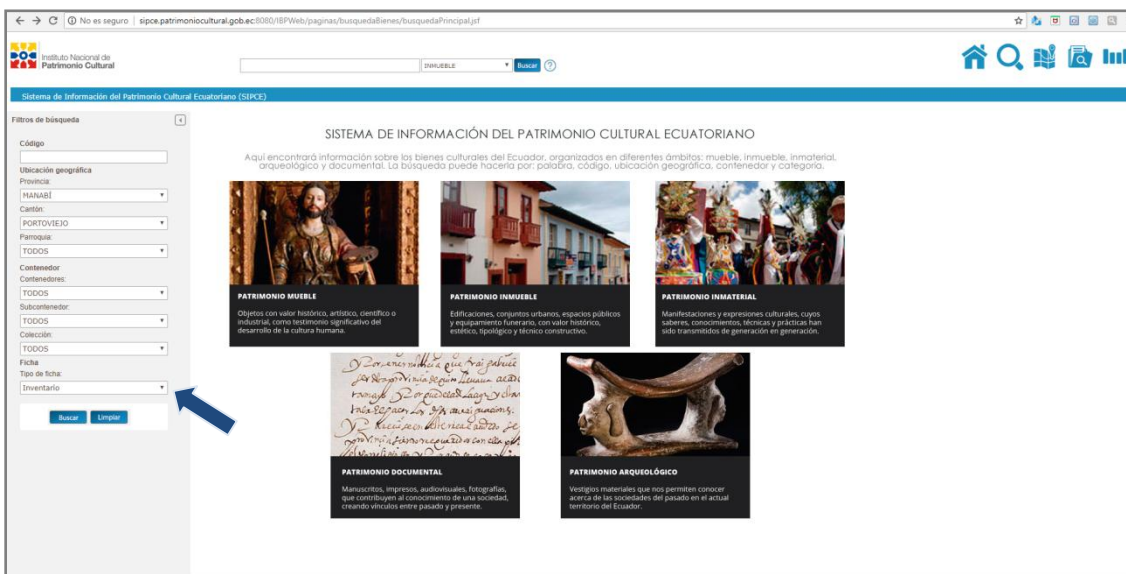 No es seguro | sipce.patrimoniocultural.gob.ec:8080/IBPWeb/paginas/busquedaBienes/busquedaPrincipal.jsf
Instituto Nacional de
Patrimonio Cultural
INMUEBLE
Buscar
?
Sistema de Información del Patrimonio Cultural Ecuatoriano (SIPCE)
Filtros de búsqueda
Código
Ubicación geográfica
Provincia:
MANABÍ
Cantón:
PORTOVIEJO
Parroquia:
TODOS
Contenedor
Contenedores:
TODOS
Subcontenedor:
TODOS
Colección:
TODOS
Ficha
Tipo de ficha:
Inventario
Buscar Limpiar
SISTEMA DE INFORMACIÓN DEL PATRIMONIO CULTURAL ECUATORIANO
Aquí encontrará información sobre los bienes culturales del Ecuador, organizados en diferentes ámbitos: mueble, inmueble, inmaterial,
arqueológico y documental. La búsqueda puede hacerla por: palabra, código, ubicación geográfica, contenedor y categoría.
PATRIMONIO MUEBLE
Objetos con valor histórico, artístico, científico o
industrial, como testimonio significativo del
desarrollo de la cultura humana.
PATRIMONIO INMUEBLE
Edificaciones, conjuntos urbanos, espacios públicos
y equipamiento funerario, con valor histórico,
estético, tipológico y técnico constructivo.
PATRIMONIO INMATERIAL
Manifestaciones y expresiones culturales, cuyos
saberes, conocimientos, técnicas y prácticas han
sido transmitidos de generación en generación.
PATRIMONIO DOCUMENTAL
Manuscritos, impresos, audiovisuales, fotografías,
que contribuyen al conocimiento de una sociedad,
creando vínculos entre pasado y presente.
PATRIMONIO ARQUEOLÓGICO
Vestigios materiales que nos permiten conocer
acerca de las sociedades del pasado en el actual
territorio del Ecuador.